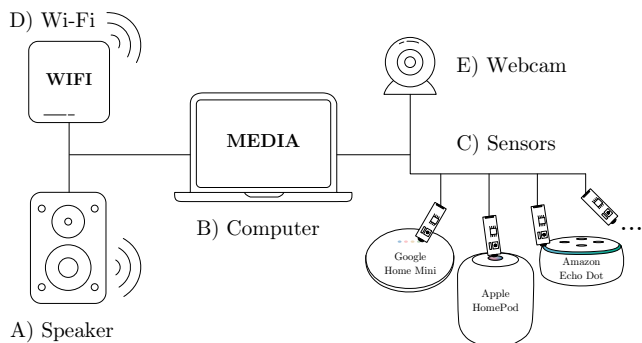 D) Wi-Fi
WIFI
E) Webcam
MEDIA
C) Sensors
B) Computer
Google
Home Mini
Amazon
Echo Dot
Apple
HomePod
...
A) Speaker